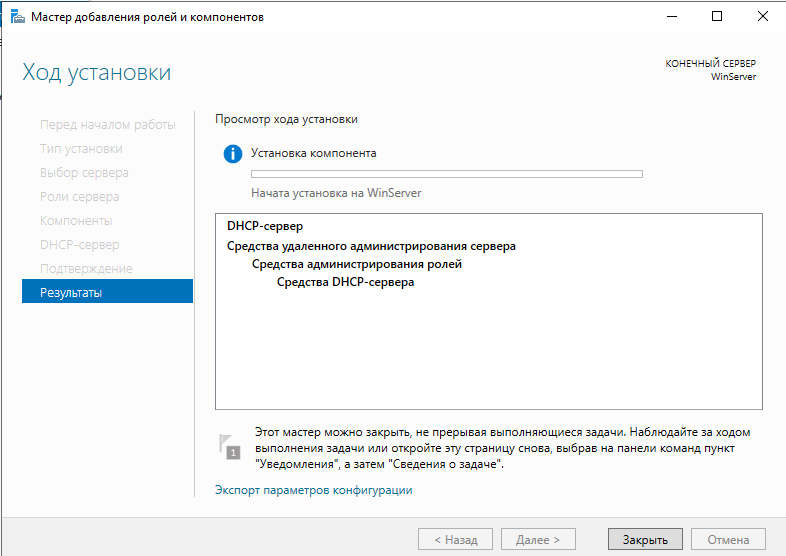 Мастер добавления ролей и компонентов
Ход установки
КОНЕЧНЫЙ СЕРВЕР
WinServer
Перед началом работы
Тип установки
Выбор сервера
Роли сервера
Компоненты
DHCP-сервер
Подтверждение
Результаты
Просмотр хода установки
Установка компонента
Начата установка на WinServer
DHCP-сервер
Средства удаленного администрирования сервера
Средства администрирования ролей
Средства DHCP-сервера
1
Этот мастер можно закрыть, не прерывая выполняющиеся задачи. Наблюдайте за ходом
выполнения задачи или откройте эту страницу снова, выбрав на панели команд пункт
"Уведомления", а затем "Сведения о задаче".
Экспорт параметров конфигурации
< Назад
Далее >
Закрыть
Отмена